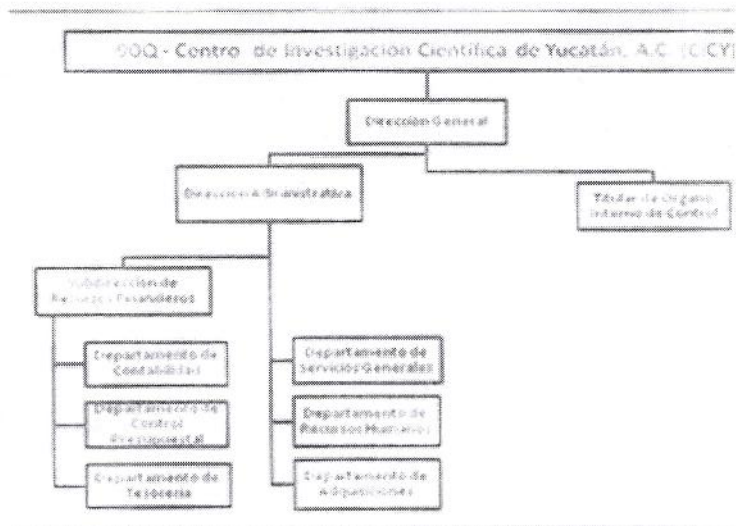 90Q - Centro de Investigación Científica de Yucatán, A.C. (CICY)
Dirección General
Dirección Administrativa
Titular de Órgano
Interno de Control
Subdirección de
Recursos Financieros
Departamento de
Contabilidad
Departamento de
Control
Presupuestal
Departamento de
Tesorería
Departamento de
Servicios Generales
Departamento de
Recursos Humanos
Departamento de
Adquisiciones